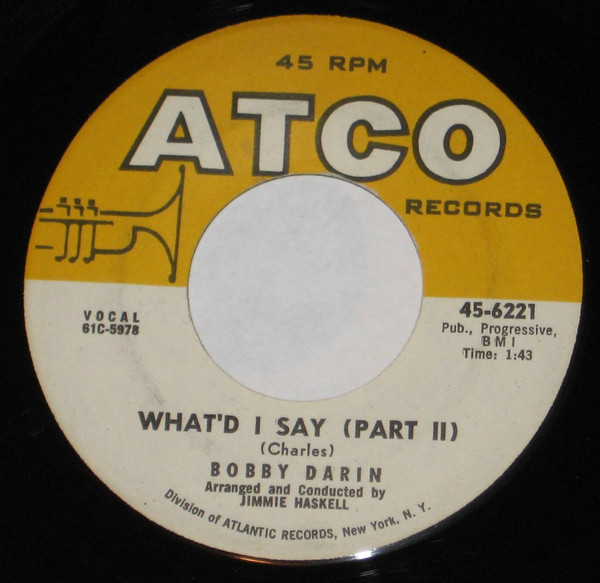 45 RPM
ATCO
RECORDS
VOCAL
61C-5978
45-6221
Pub., Progressive,
BMI
Time: 1:43
WHAT'D I SAY (PART II)
(Charles)
BOBBY DARIN
Arranged and Conducted by
JIMMIE HASKELL
Division of ATLANTIC RECORDS, New York, N. Y.